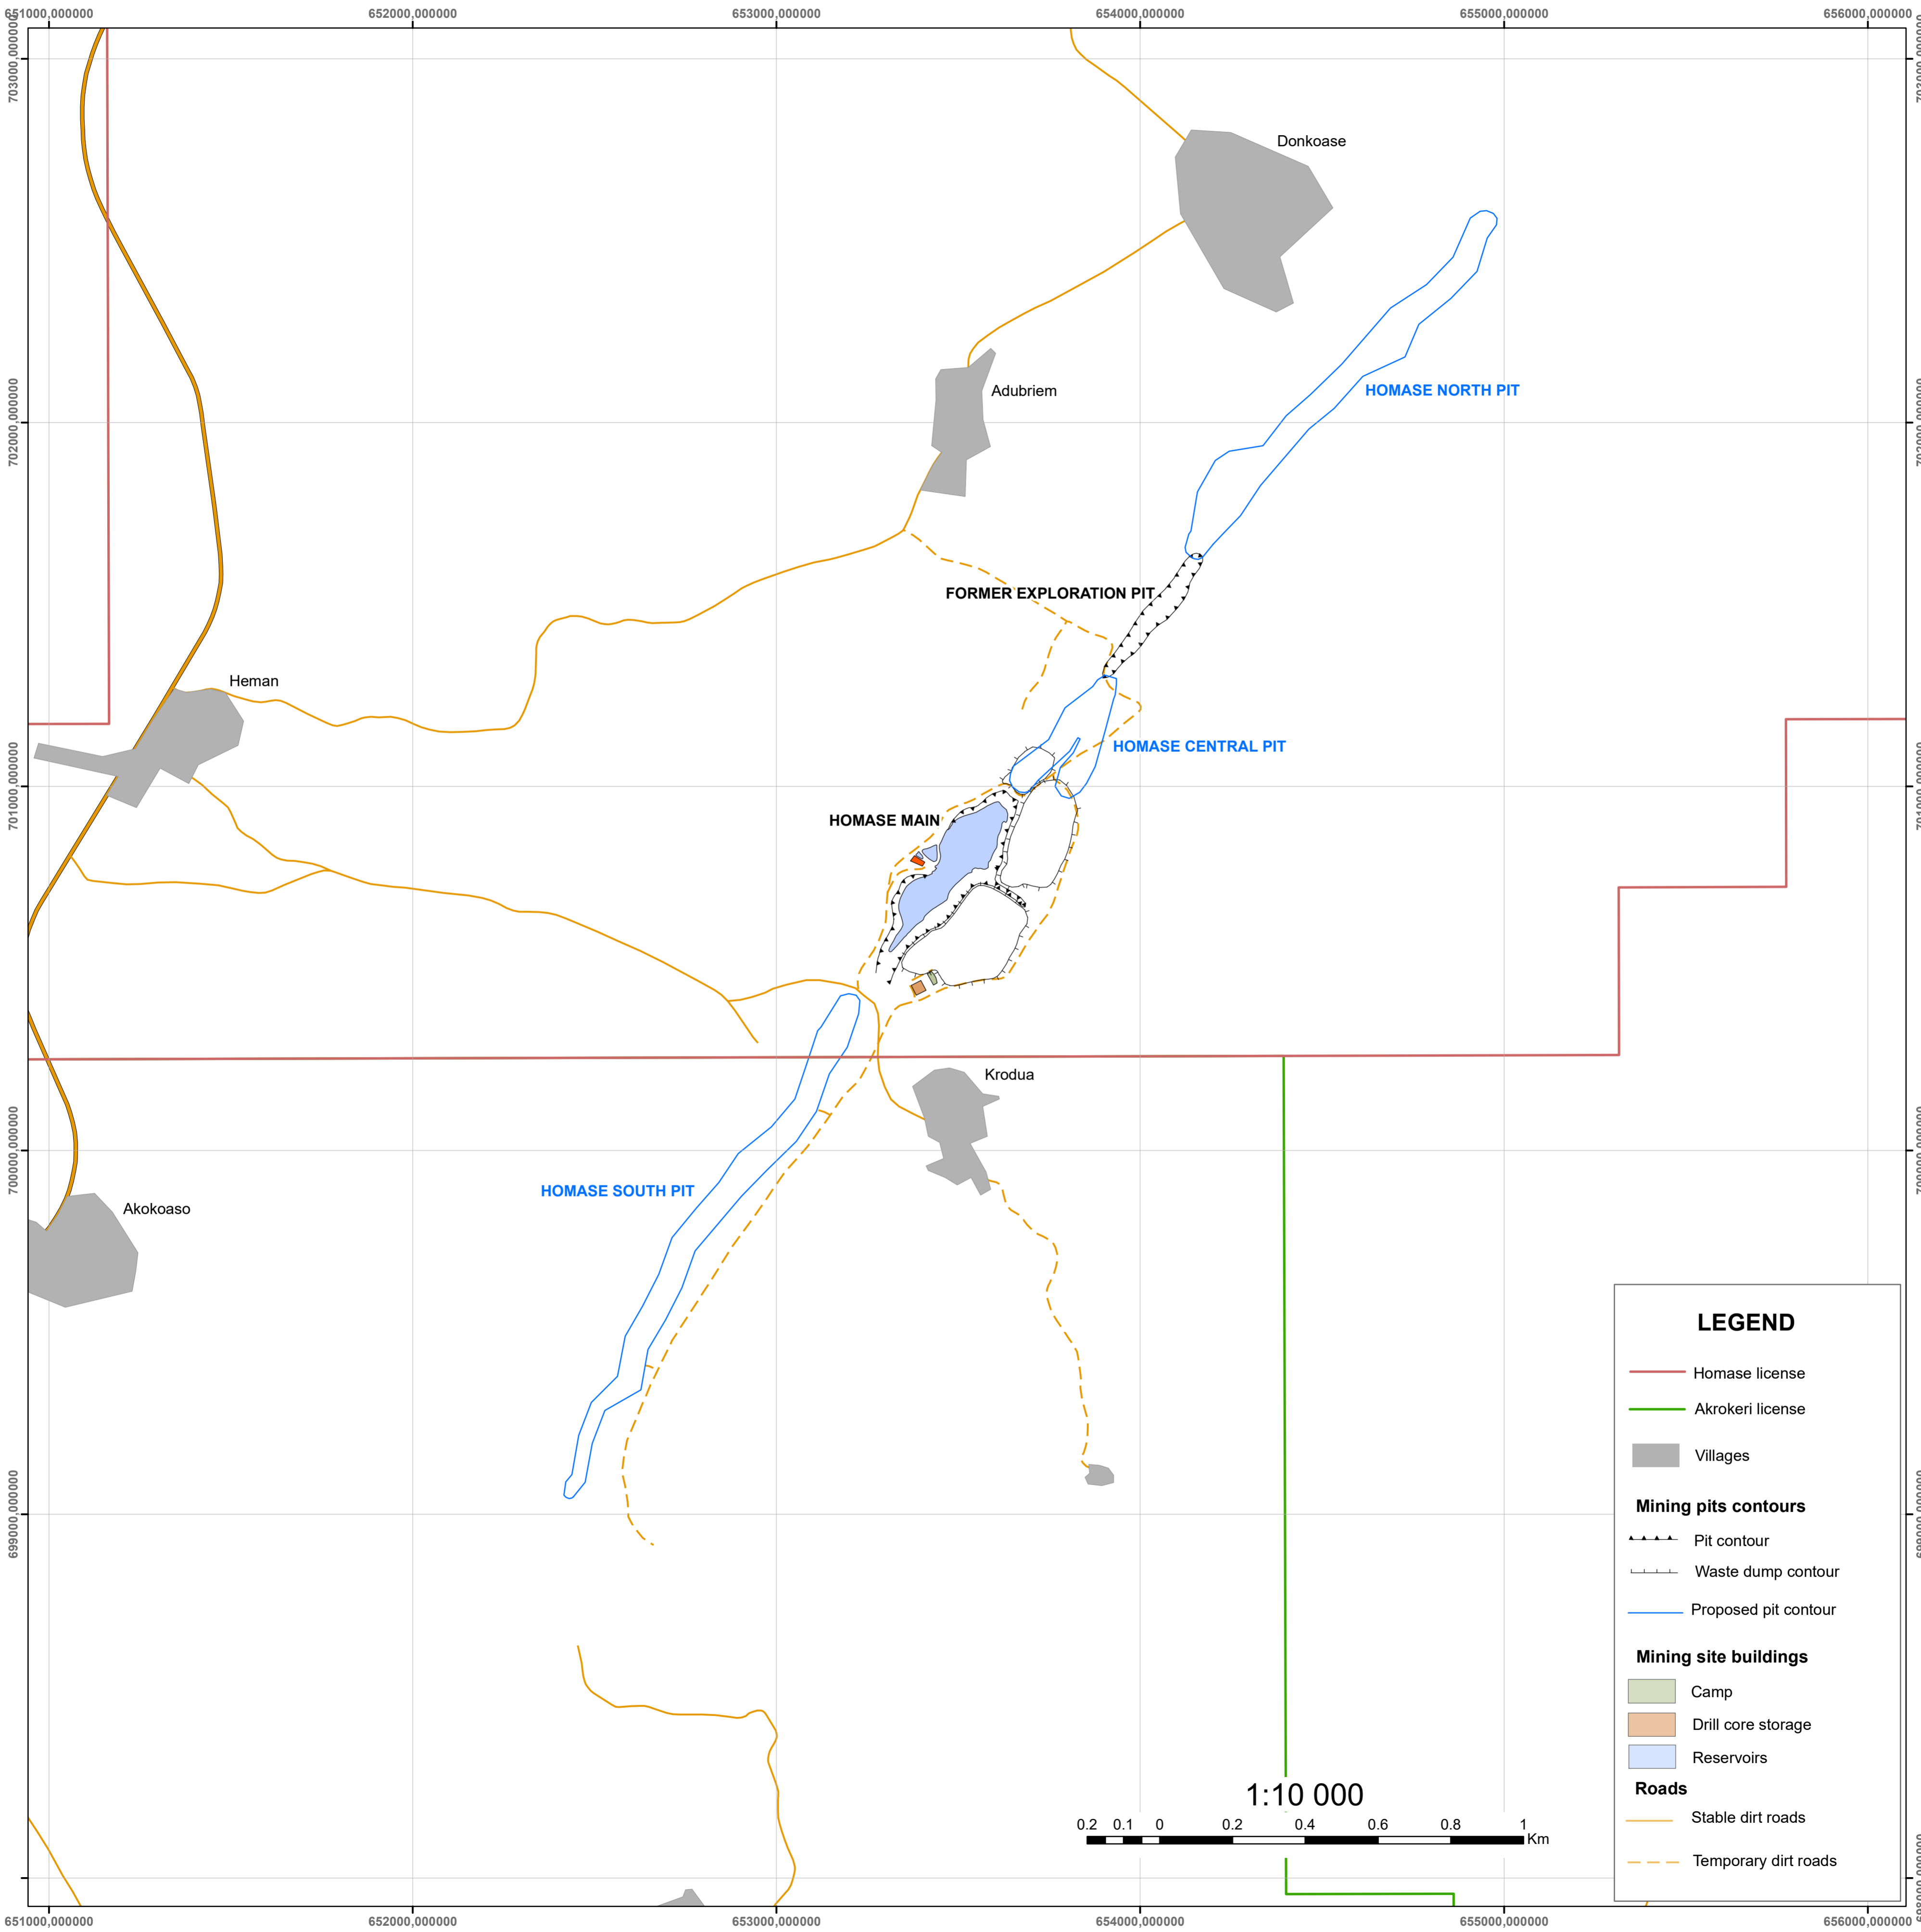 651000,000000 652000,000000 653000,000000 654000,000000 655000,000000 656000,000000
703000,000000
Donkoase
Adubriem
HOMASE NORTH PIT
702000,000000
FORMER EXPLORATION PIT
Heman
HOMASE CENTRAL PIT
701000,000000
HOMASE MAIN
Krodua
700000,000000
HOMASE SOUTH PIT
Akokoaso
699000,000000
LEGEND
Homase license
Akrokeri license
Villages
Mining pits contours
Pit contour
Waste dump contour
Proposed pit contour
Mining site buildings
Camp
Drill core storage
Reservoirs
Roads
Stable dirt roads
Temporary dirt roads
1:10 000
0.2 0.1 0 0.2 0.4 0.6 0.8 1
Km
651000,000000 652000,000000 653000,000000 654000,000000 655000,000000 656000,000000